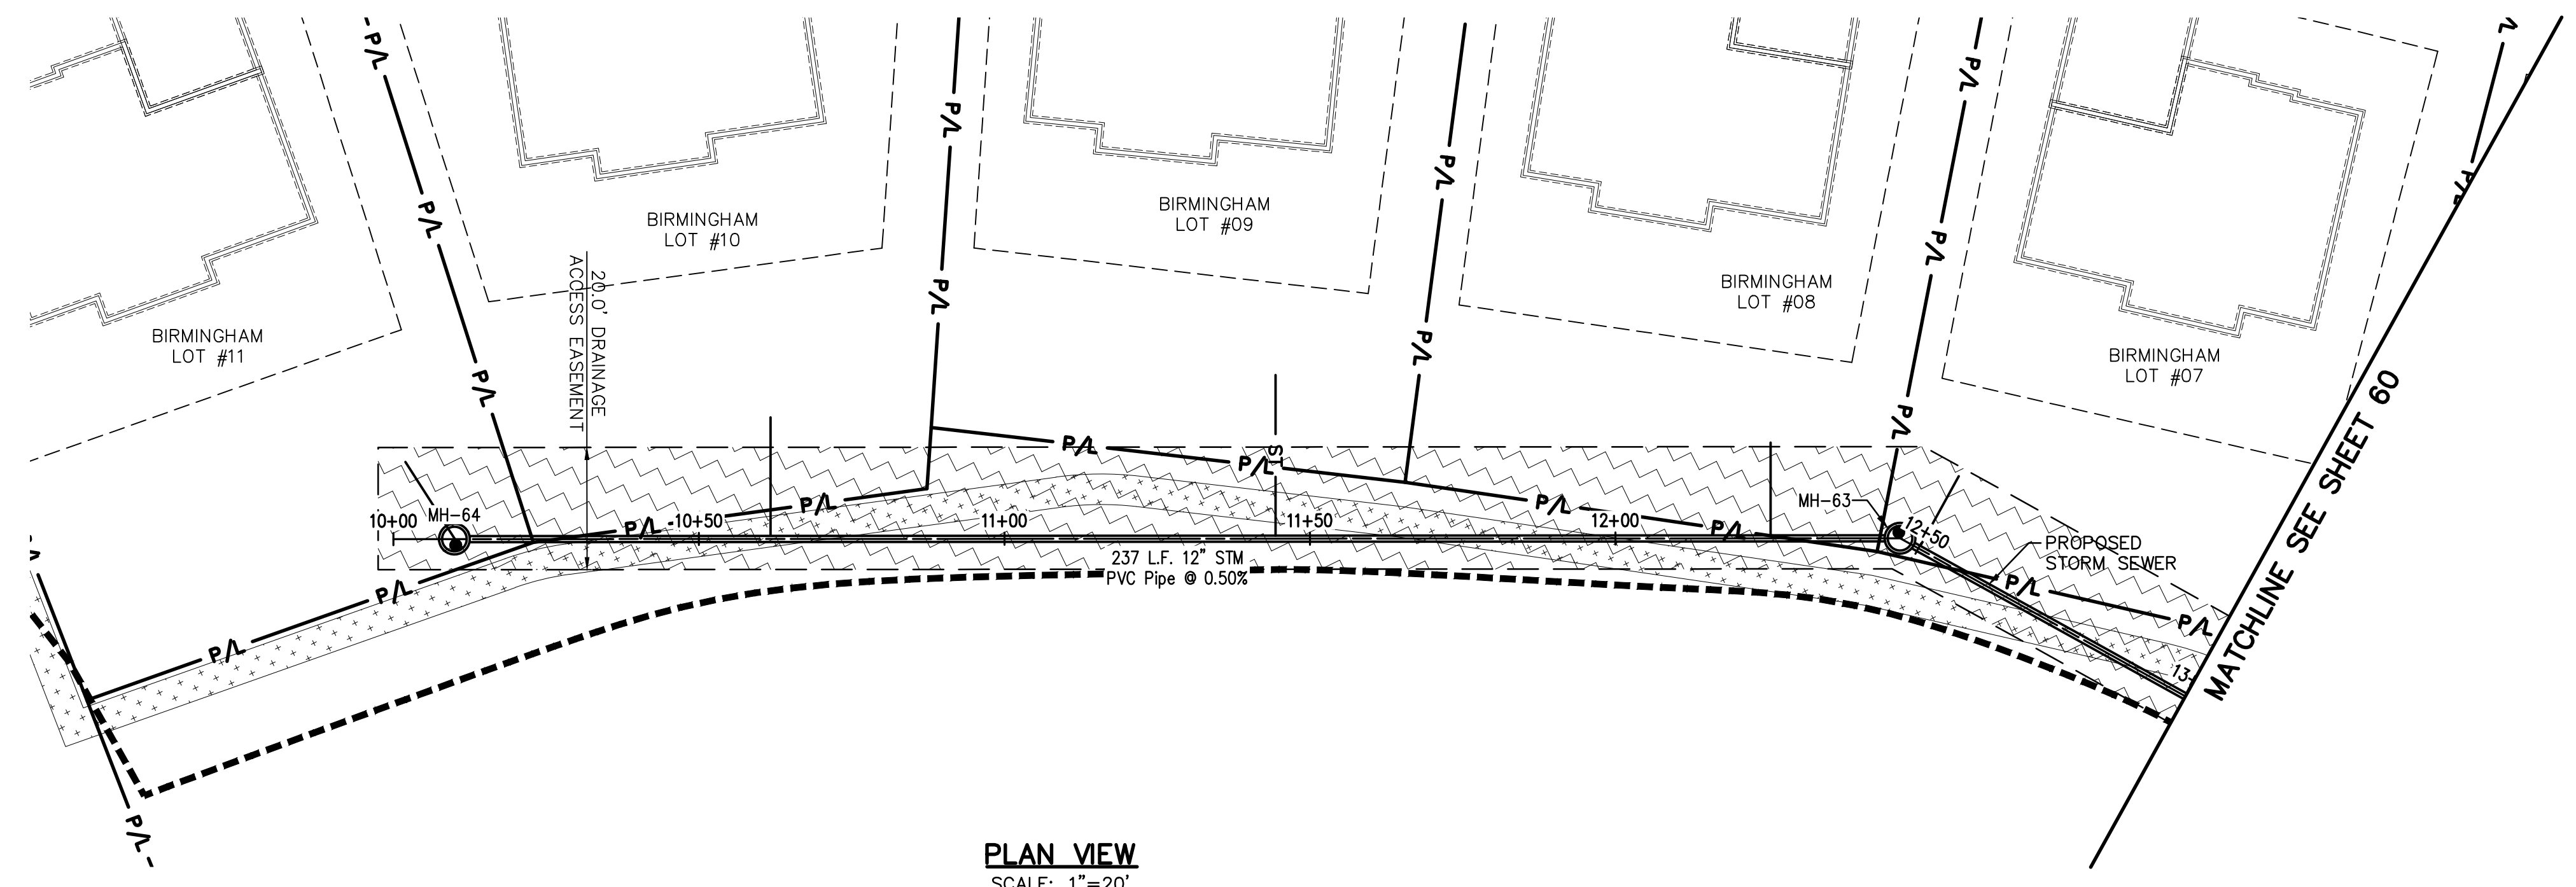 P/L
P/L
P/L
P/L
P/L
P/L
P/L
P/L
P/L
P/L
P/L
P/L
P/L
BIRMINGHAM
LOT #11
BIRMINGHAM
LOT #10
BIRMINGHAM
LOT #09
BIRMINGHAM
LOT #08
BIRMINGHAM
LOT #07
20.0' DRAINAGE
ACCESS EASEMENT
MATCHLINE SEE SHEET 60
P/L
P/L
ST
P/L
P/L
P/L
P/L
10+00
MH-64
10+50
11+00
11+50
12+00
MH-63
12+50
PROPOSED
STORM SEWER
237 L.F. 12" STM
PVC Pipe @ 0.50%
P/L
P/L
P/L
P/L
13
P/L
PLAN VIEW
SCALE: 1"=20'